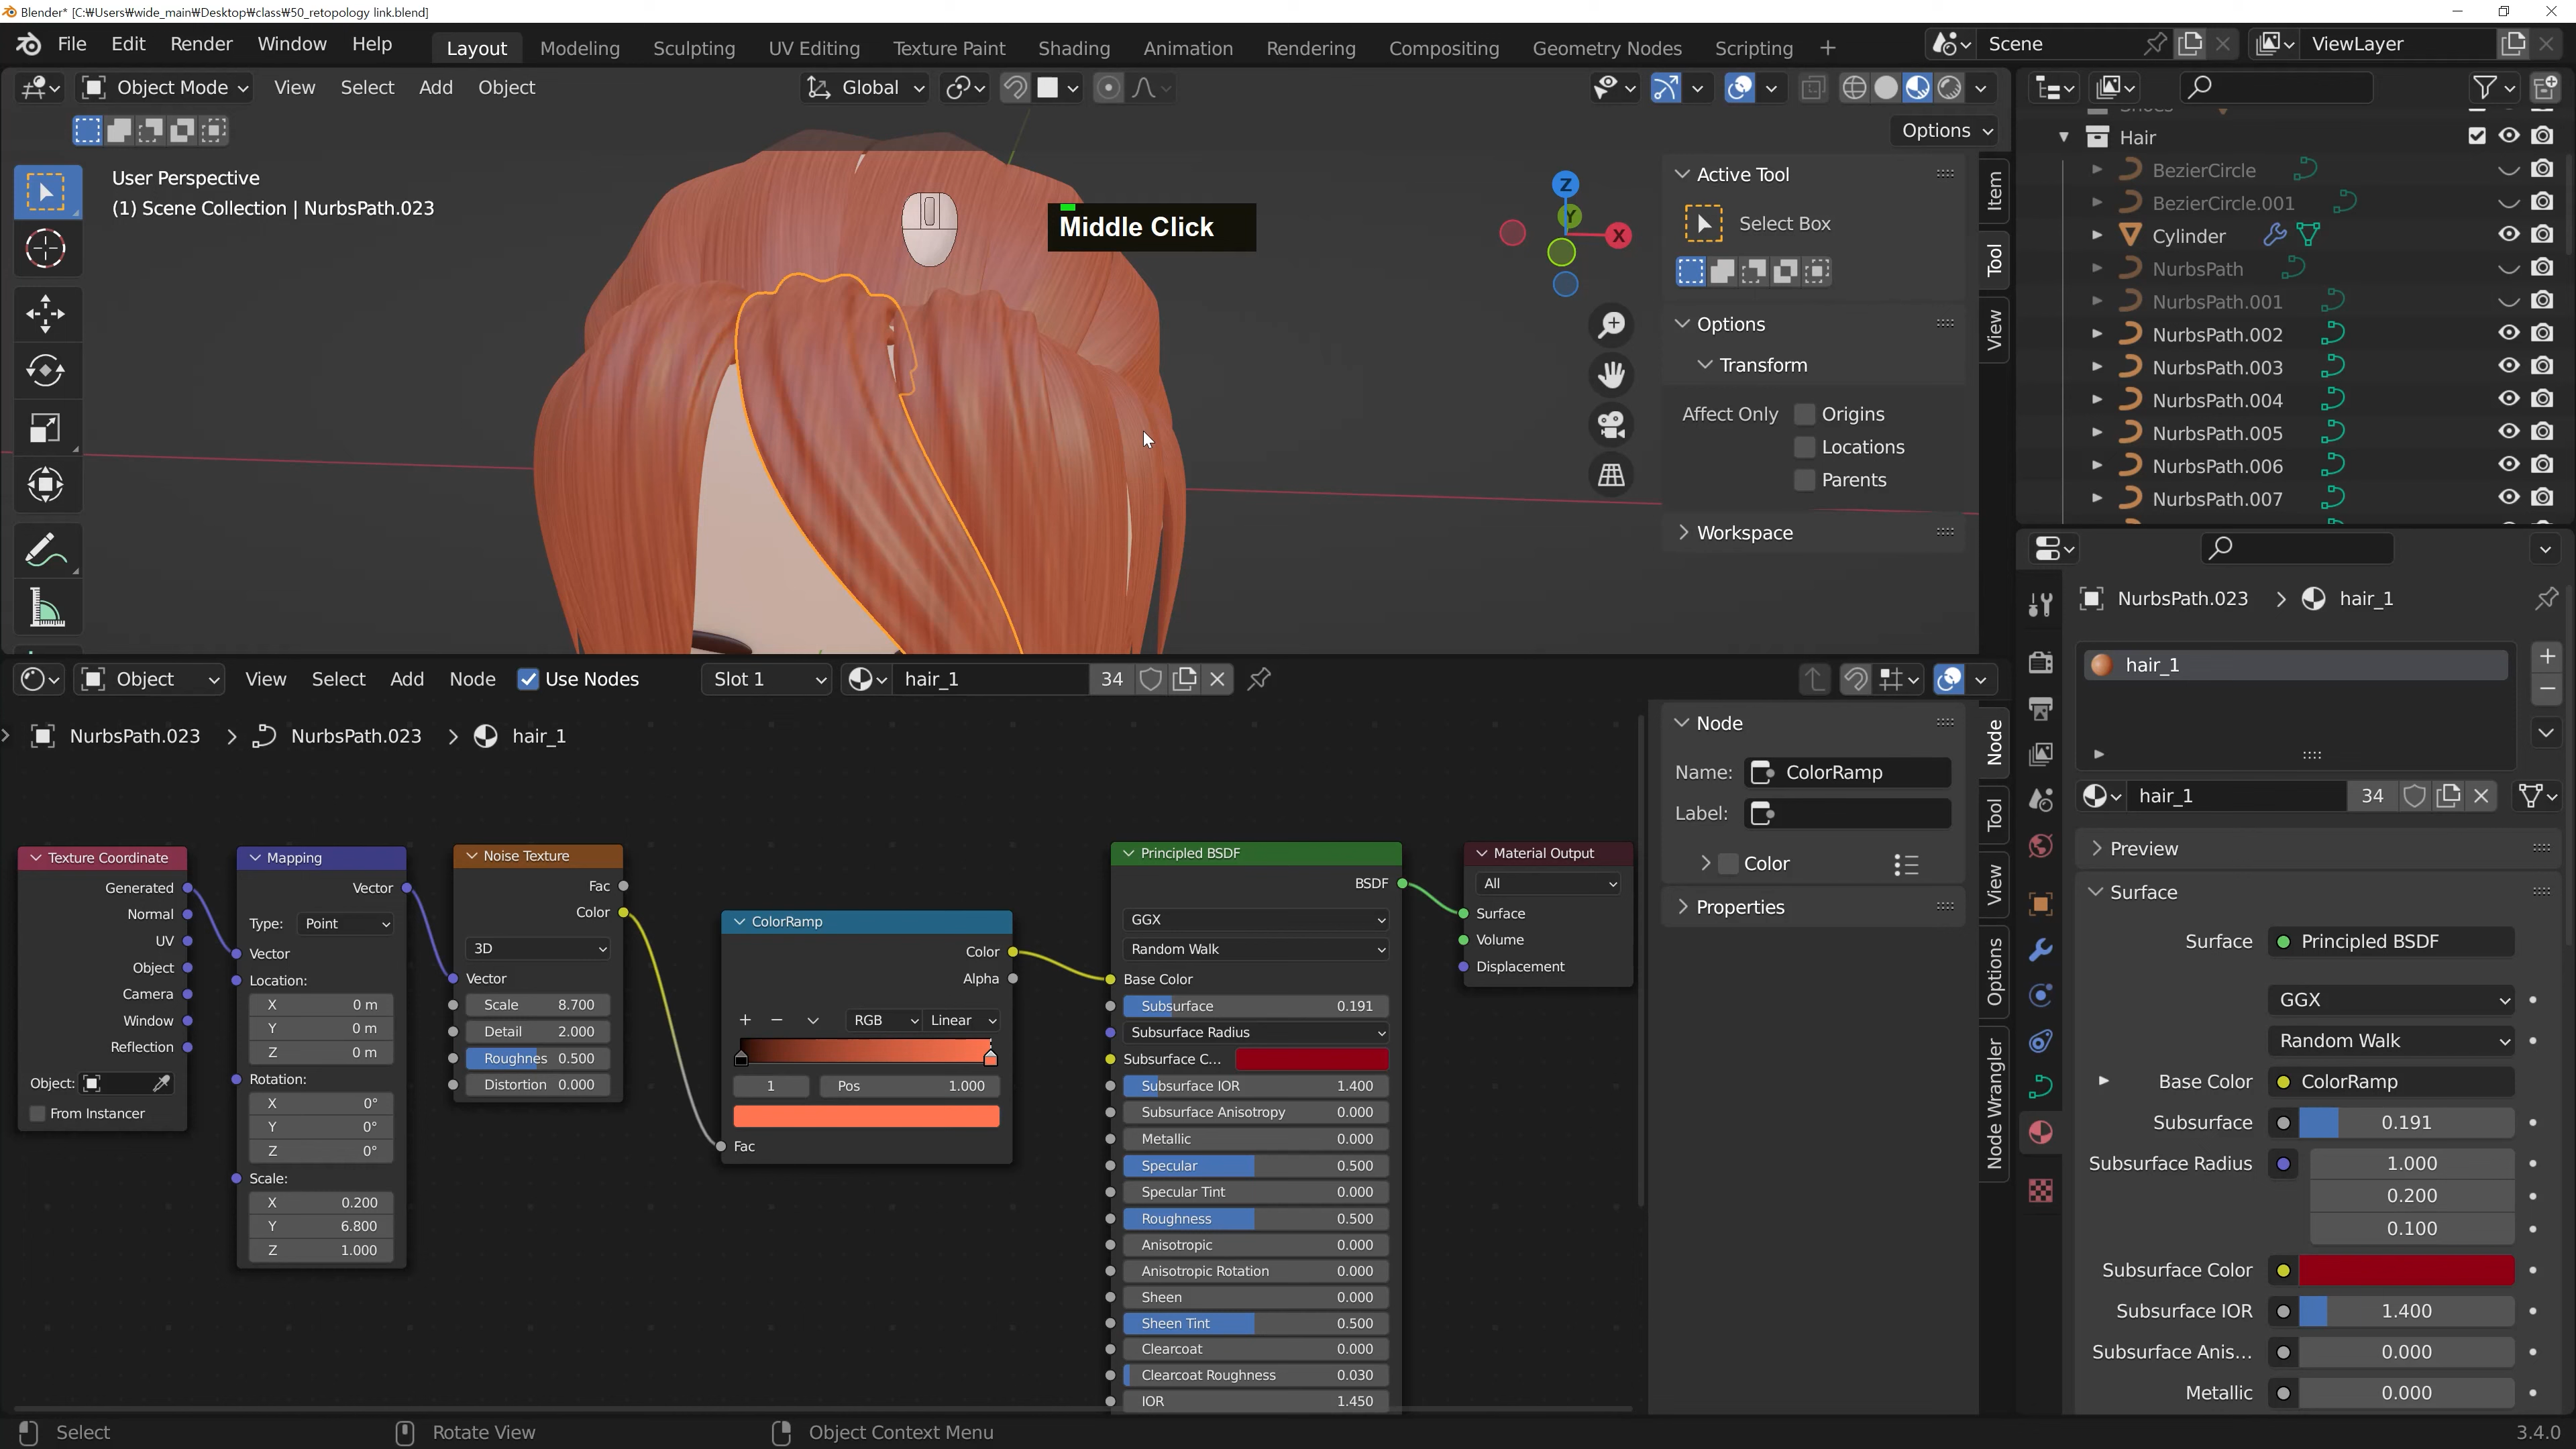 Blender* [C:₩Users₩wide_main₩Desktop₩class₩50_retopology link.blend]
File Edit Render Window Help
Layout Modeling Sculpting UV Editing Texture Paint Shading Animation Rendering Compositing Geometry Nodes Scripting +
Scene
ViewLayer
Object Mode View Select Add Object
Global
Options
User Perspective
(1) Scene Collection | NurbsPath.023
Middle Click
Z
Y
X
Active Tool
Select Box
Options
Transform
Affect Only Origins
Locations
Parents
Workspace
Item
Tool
View
Hair
BezierCircle
BezierCircle.001
Cylinder
NurbsPath
NurbsPath.001
NurbsPath.002
NurbsPath.003
NurbsPath.004
NurbsPath.005
NurbsPath.006
NurbsPath.007
Object View Select Add Node Use Nodes Slot 1 hair_1 34
NurbsPath.023 > NurbsPath.023 > hair_1
Texture Coordinate
Generated
Normal
UV
Object
Camera
Window
Reflection
Object:
From Instancer
Mapping
Vector
Type: Point
Vector
Location:
X 0 m
Y 0 m
Z 0 m
Rotation:
X 0°
Y 0°
Z 0°
Scale:
X 0.200
Y 6.800
Z 1.000
Noise Texture
Fac
Color
3D
Vector
Scale 8.700
Detail 2.000
Roughnes 0.500
Distortion 0.000
ColorRamp
Color
Alpha
RGB Linear
1 Pos 1.000
Fac
Principled BSDF
BSDF
GGX
Random Walk
Base Color
Subsurface 0.191
Subsurface Radius
Subsurface C...
Subsurface IOR 1.400
Subsurface Anisotropy 0.000
Metallic 0.000
Specular 0.500
Specular Tint 0.000
Roughness 0.500
Anisotropic 0.000
Anisotropic Rotation 0.000
Sheen 0.000
Sheen Tint 0.500
Clearcoat 0.000
Clearcoat Roughness 0.030
IOR 1.450
Material Output
All
Surface
Volume
Displacement
Node
Name: ColorRamp
Label:
Color
Properties
Node
Tool
View
Options
Node Wrangler
NurbsPath.023 > hair_1
hair_1
hair_1 34
Preview
Surface
Surface Principled BSDF
GGX
Random Walk
Base Color ColorRamp
Subsurface 0.191
Subsurface Radius 1.000
0.200
0.100
Subsurface Color
Subsurface IOR 1.400
Subsurface Anis... 0.000
Metallic 0.000
Select
Rotate View
Object Context Menu
3.4.0